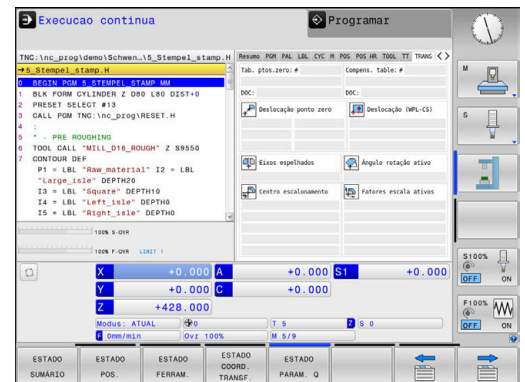 Execucao continua
Programar
TNC:\nc_prog\demo\Schwen…\5_Stempel_stamp.H
→5_Stempel_stamp.H
0 BEGIN PGM 5_STEMPEL_STAMP MM
1 BLK FORM CYLINDER Z D80 L80 DIST+0
2 PRESET SELECT #13
3 CALL PGM TNC:\nc_prog\RESET.H
4 ;
5 * - PRE ROUGHING
6 TOOL CALL "MILL_D16_ROUGH" Z S9550
7 CONTOUR DEF
P1 = LBL "Raw_material" I2 = LBL
"Large_isle" DEPTH20
I3 = LBL "Square" DEPTH10
I4 = LBL "Left_isle" DEPTH0
I5 = LBL "Right_isle" DEPTH0
100% S-OVR
100% F-OVR LIMIT 1
Resumo PGM PAL LBL CYC M POS POS HR TOOL TT TRANS
Tab. ptos.zero: # Compens. table: #
DOC: DOC:
Deslocação ponto zero Deslocação (WPL-CS)
Eixos espelhados Ângulo rotação ativo
Centro escalonamento Fatores escala ativos
X +0.000 A +0.000 S1 +0.000
Y +0.000 C +0.000
Z +428.000
Modus: ATUAL 0 T 5 Z S 0
F 0mm/min Ovr 100% M 5/9
M
S
S100%
OFF ON
F100%
OFF ON
ESTADO SUMÁRIO
ESTADO POS.
ESTADO FERRAM.
ESTADO COORD. TRANSF.
ESTADO PARAM. Q